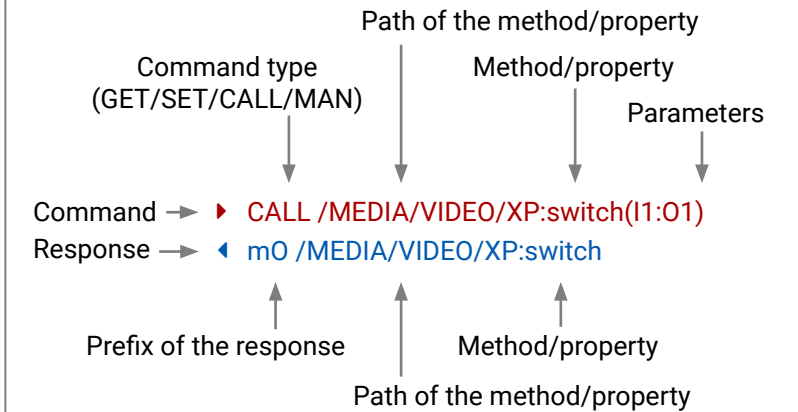 Path of the method/property
Command type
(GET/SET/CALL/MAN)
Method/property
Parameters
Command
CALL /MEDIA/VIDEO/XP:switch(I1:O1)
Response
mO /MEDIA/VIDEO/XP:switch
Prefix of the response
Method/property
Path of the method/property